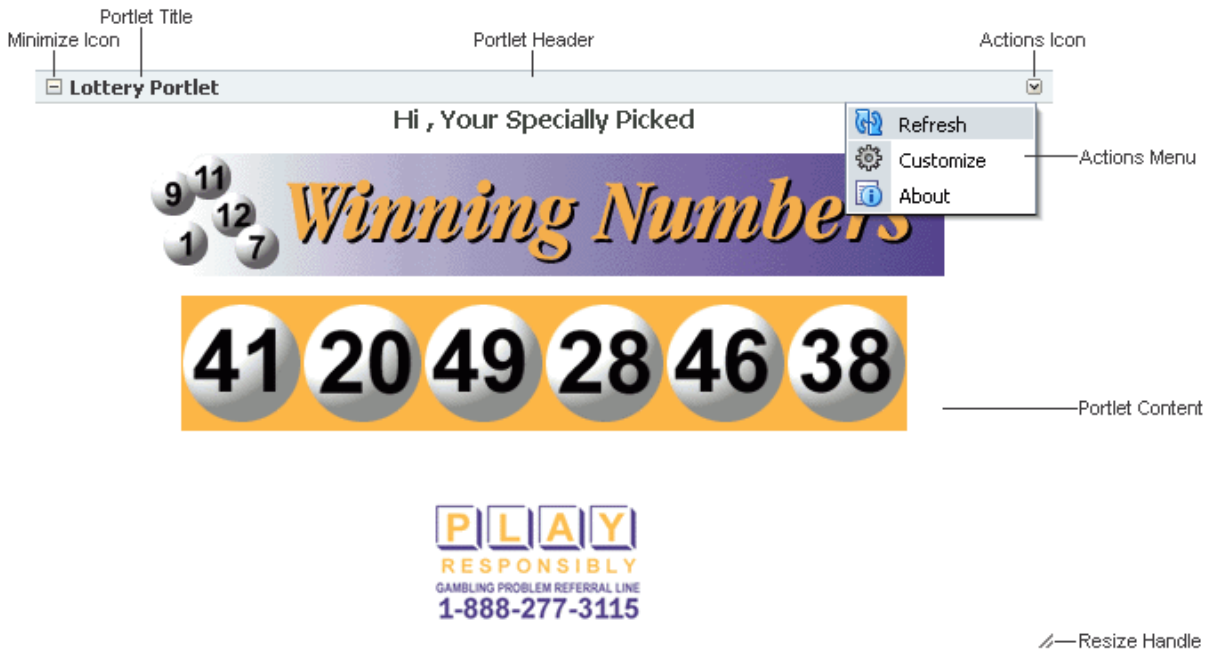 Portlet Title
Minimize Icon
Portlet Header
Actions Icon
Lottery Portlet
Hi , Your Specially Picked
Refresh
Customize
About
Actions Menu
9 11
12
1 7
Winning Numbers
41 20 49 28 46 38
Portlet Content
PLAY
RESPONSIBLY
GAMBLING PROBLEM REFERRAL LINE
1-888-277-3115
Resize Handle